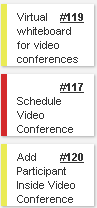 Virtual #119
whiteboard
for video
conferences
#117
Schedule
Video
Conference
Add #120
Participant
Inside Video
Conference